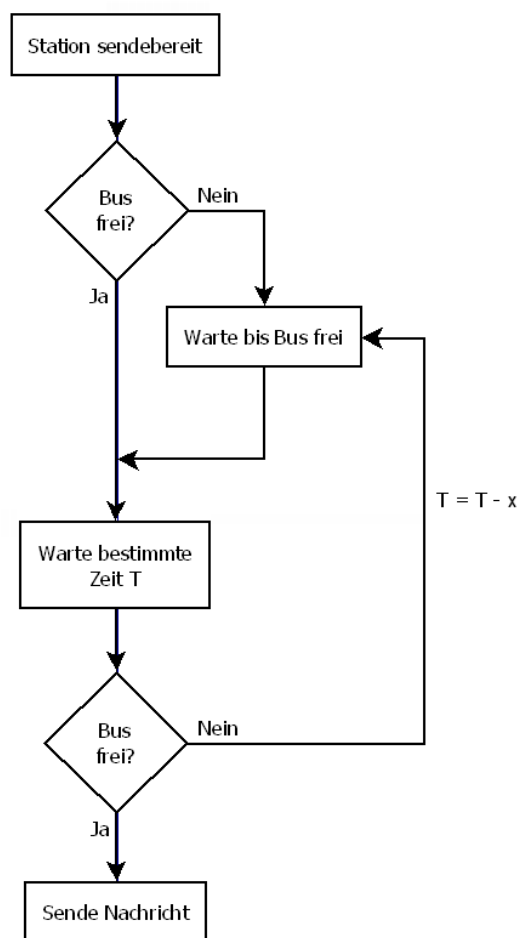 Station sendebereit
Bus
frei?
Nein
Ja
Warte bis Bus frei
T = T - x
Warte bestimmte
Zeit T
Bus
frei?
Nein
Ja
Sende Nachricht